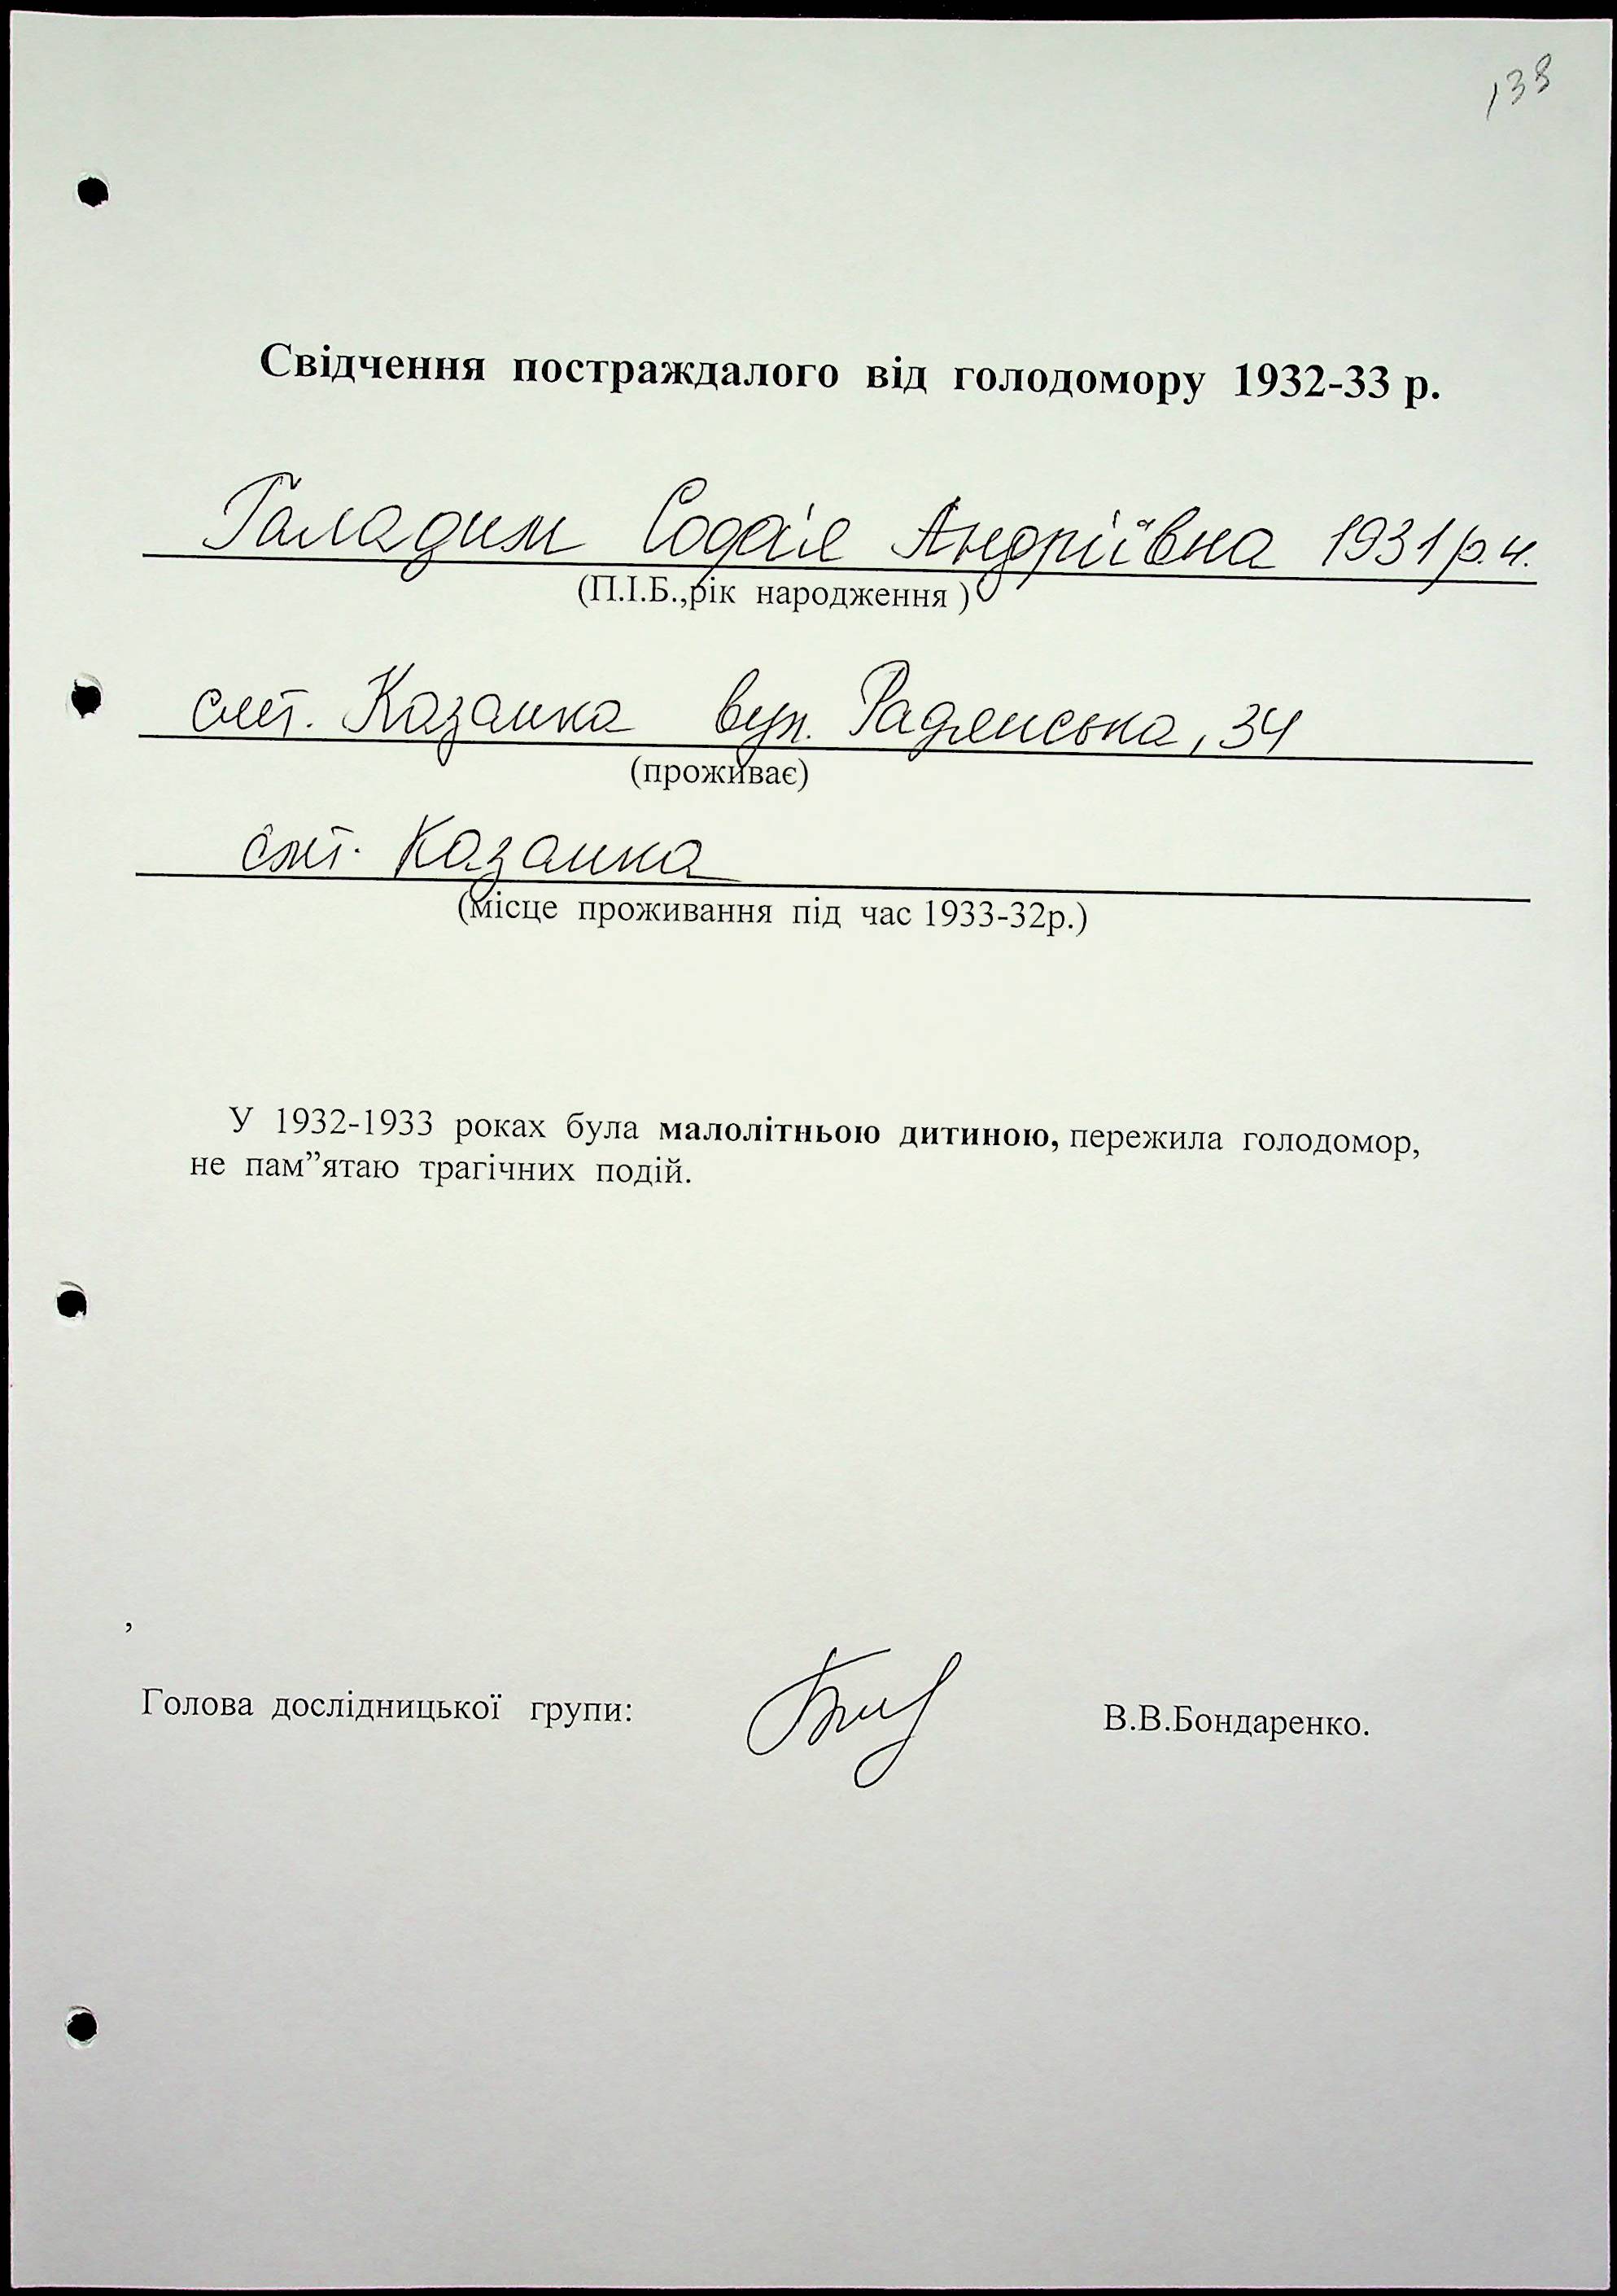 138
Свідчення постраждалого від голодомору 1932-33 р.
Галадим Софія Андріївна 1931 р.н.
(П.І.Б.,рік народження )
смт. Казанка вул. Радянська, 34
(проживає)
смт. Казанка
(місце проживання під час 1933-32р.)
У 1932-1933 роках була малолітньою дитиною, пережила голодомор,
не пам”ятаю трагічних подій.
,
Голова дослідницької групи: В.В.Бондаренко.